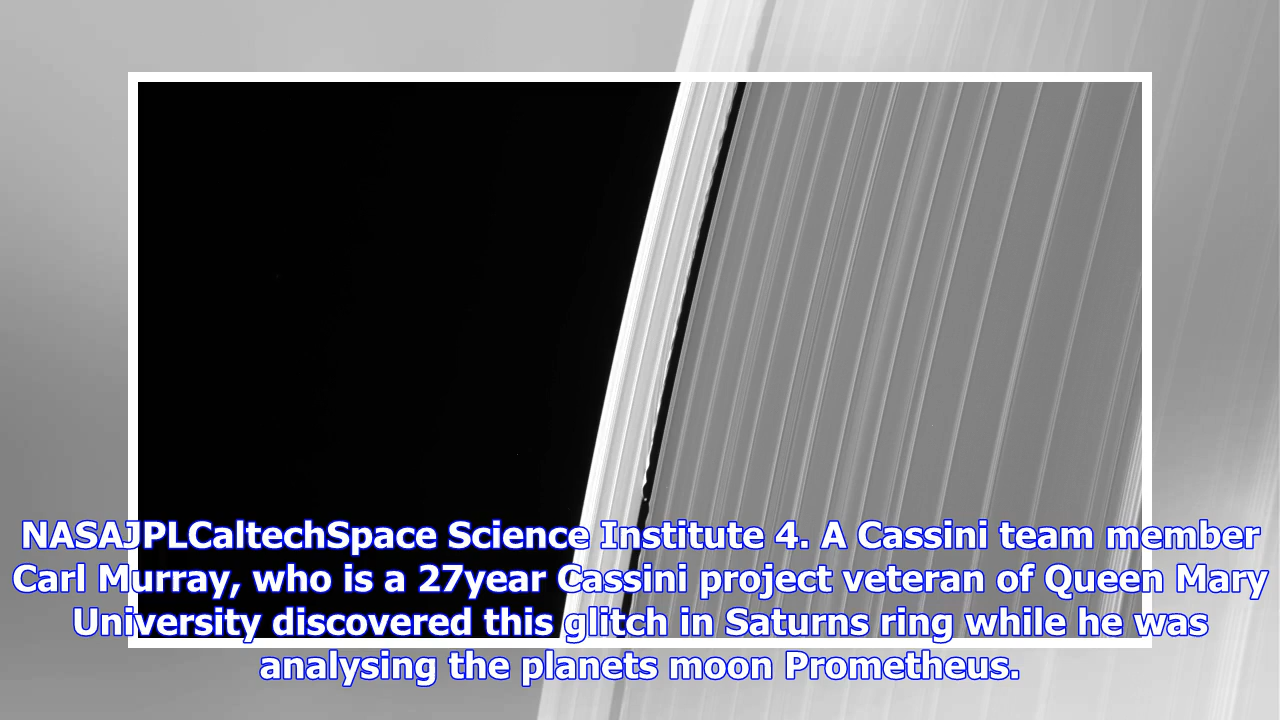 NASAJPLCaltechSpace Science Institute 4. A Cassini team member
Carl Murray, who is a 27year Cassini project veteran of Queen Mary
University discovered this glitch in Saturns ring while he was
analysing the planets moon Prometheus.